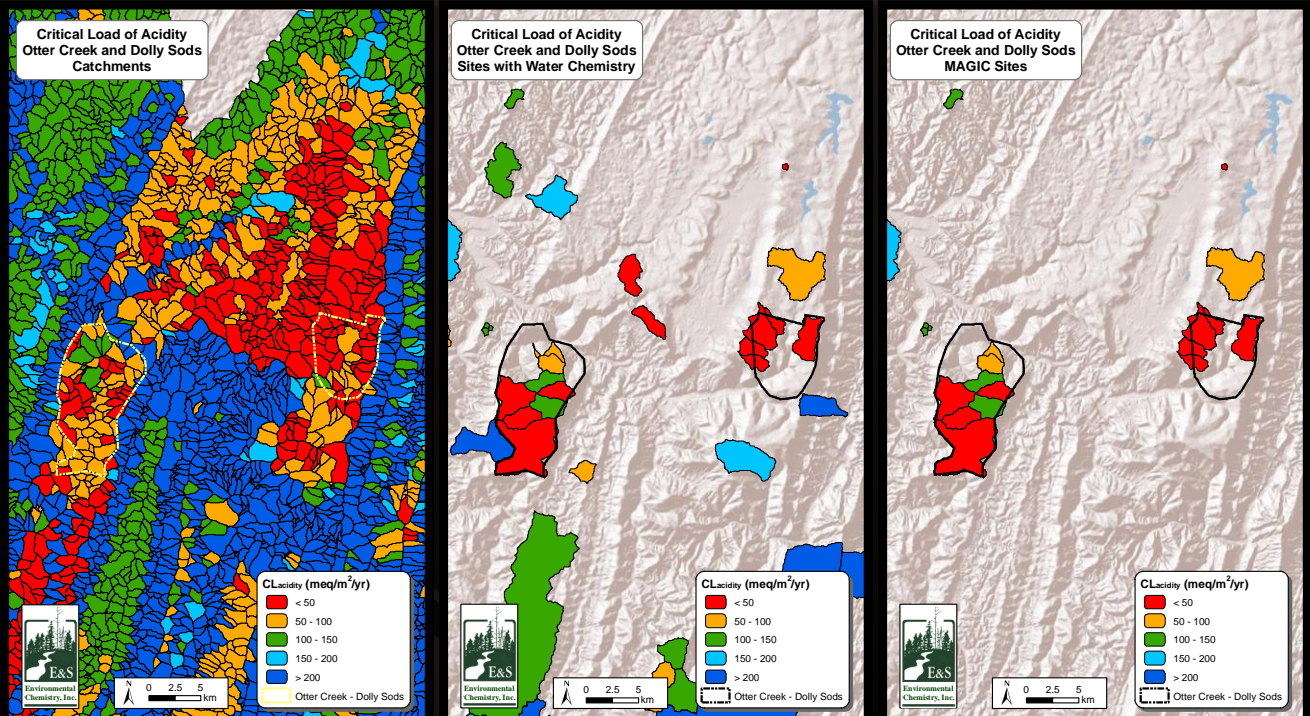 Critical Load of Acidity
Otter Creek and Dolly Sods
Catchments
CLacidity (meq/m²/yr)
< 50
50 - 100
100 - 150
150 - 200
> 200
Otter Creek - Dolly Sods
E&S
Environmental
Chemistry, Inc.
N
0 2.5 5
km
Critical Load of Acidity
Otter Creek and Dolly Sods
Sites with Water Chemistry
CLacidity (meq/m²/yr)
< 50
50 - 100
100 - 150
150 - 200
> 200
Otter Creek - Dolly Sods
E&S
Environmental
Chemistry, Inc.
N
0 2.5 5
km
Critical Load of Acidity
Otter Creek and Dolly Sods
MAGIC Sites
CLacidity (meq/m²/yr)
< 50
50 - 100
100 - 150
150 - 200
> 200
Otter Creek - Dolly Sods
E&S
Environmental
Chemistry, Inc.
N
0 2.5 5
km